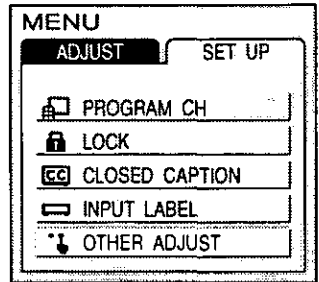 MENU
ADJUST SET UP
PROGRAM CH
LOCK
CC CLOSED CAPTION
INPUT LABEL
OTHER ADJUST